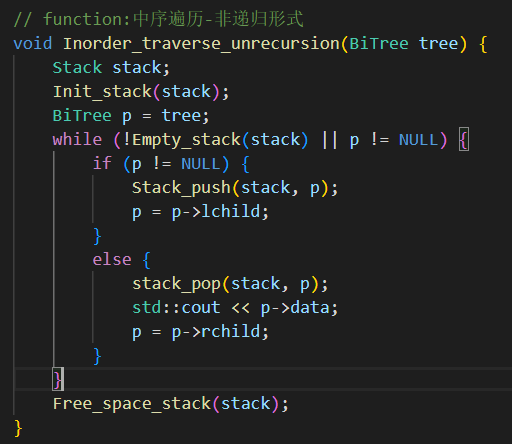 // function:中序遍历-非递归形式
void Inorder_traverse_unrecursion(BiTree tree) {
    Stack stack;
    Init_stack(stack);
    BiTree p = tree;
    while (!Empty_stack(stack) || p != NULL) {
        if (p != NULL) {
            Stack_push(stack, p);
            p = p->lchild;
        }
        else {
            stack_pop(stack, p);
            std::cout << p->data;
            p = p->rchild;
        }
    }
    Free_space_stack(stack);
}